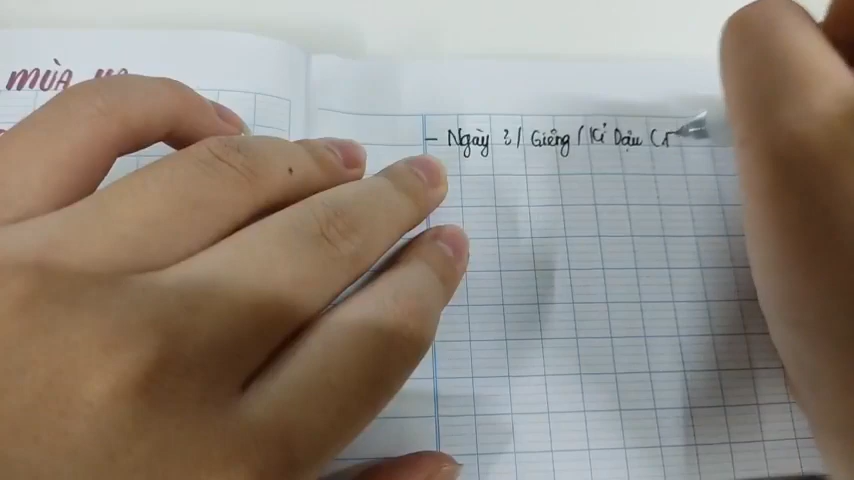 MÙA
- Ngày 3/ Giêng / Kỉ Dậu (